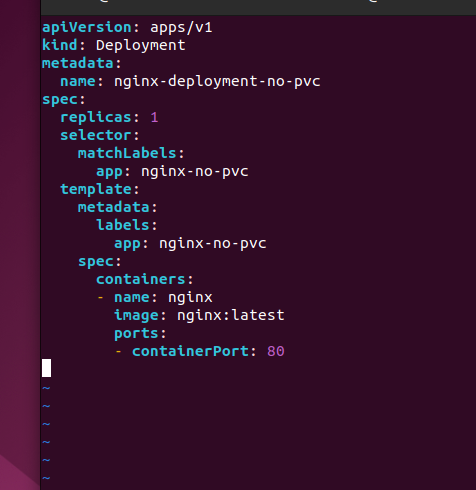 apiVersion: apps/v1
kind: Deployment
metadata:
  name: nginx-deployment-no-pvc
spec:
  replicas: 1
  selector:
    matchLabels:
      app: nginx-no-pvc
  template:
    metadata:
      labels:
        app: nginx-no-pvc
    spec:
      containers:
      - name: nginx
        image: nginx:latest
        ports:
        - containerPort: 80
~
~
~
~
~
~